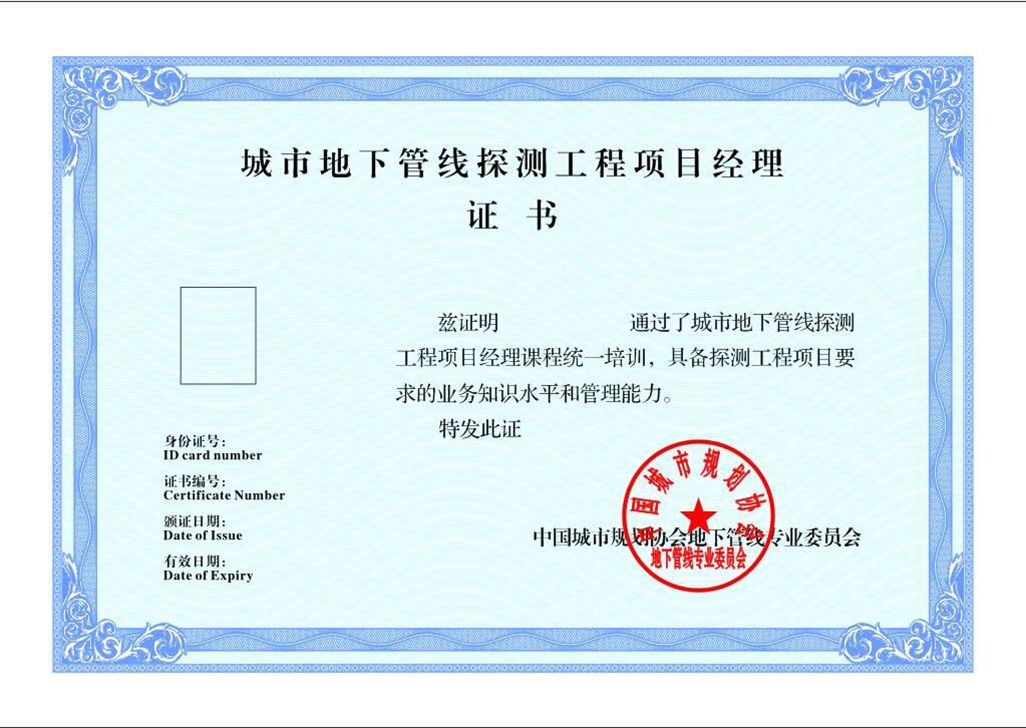 城市地下管线探测工程项目经理
证书
兹证明 通过了城市地下管线探测
工程项目经理课程统一培训，具备探测工程项目要
求的业务知识水平和管理能力。
特发此证
身份证号：
ID card number
证书编号：
Certificate Number
颁证日期：
Date of Issue
有效日期：
Date of Expiry
中国城市规划协会
中国城市规划协会地下管线专业委员会
地下管线专业委员会